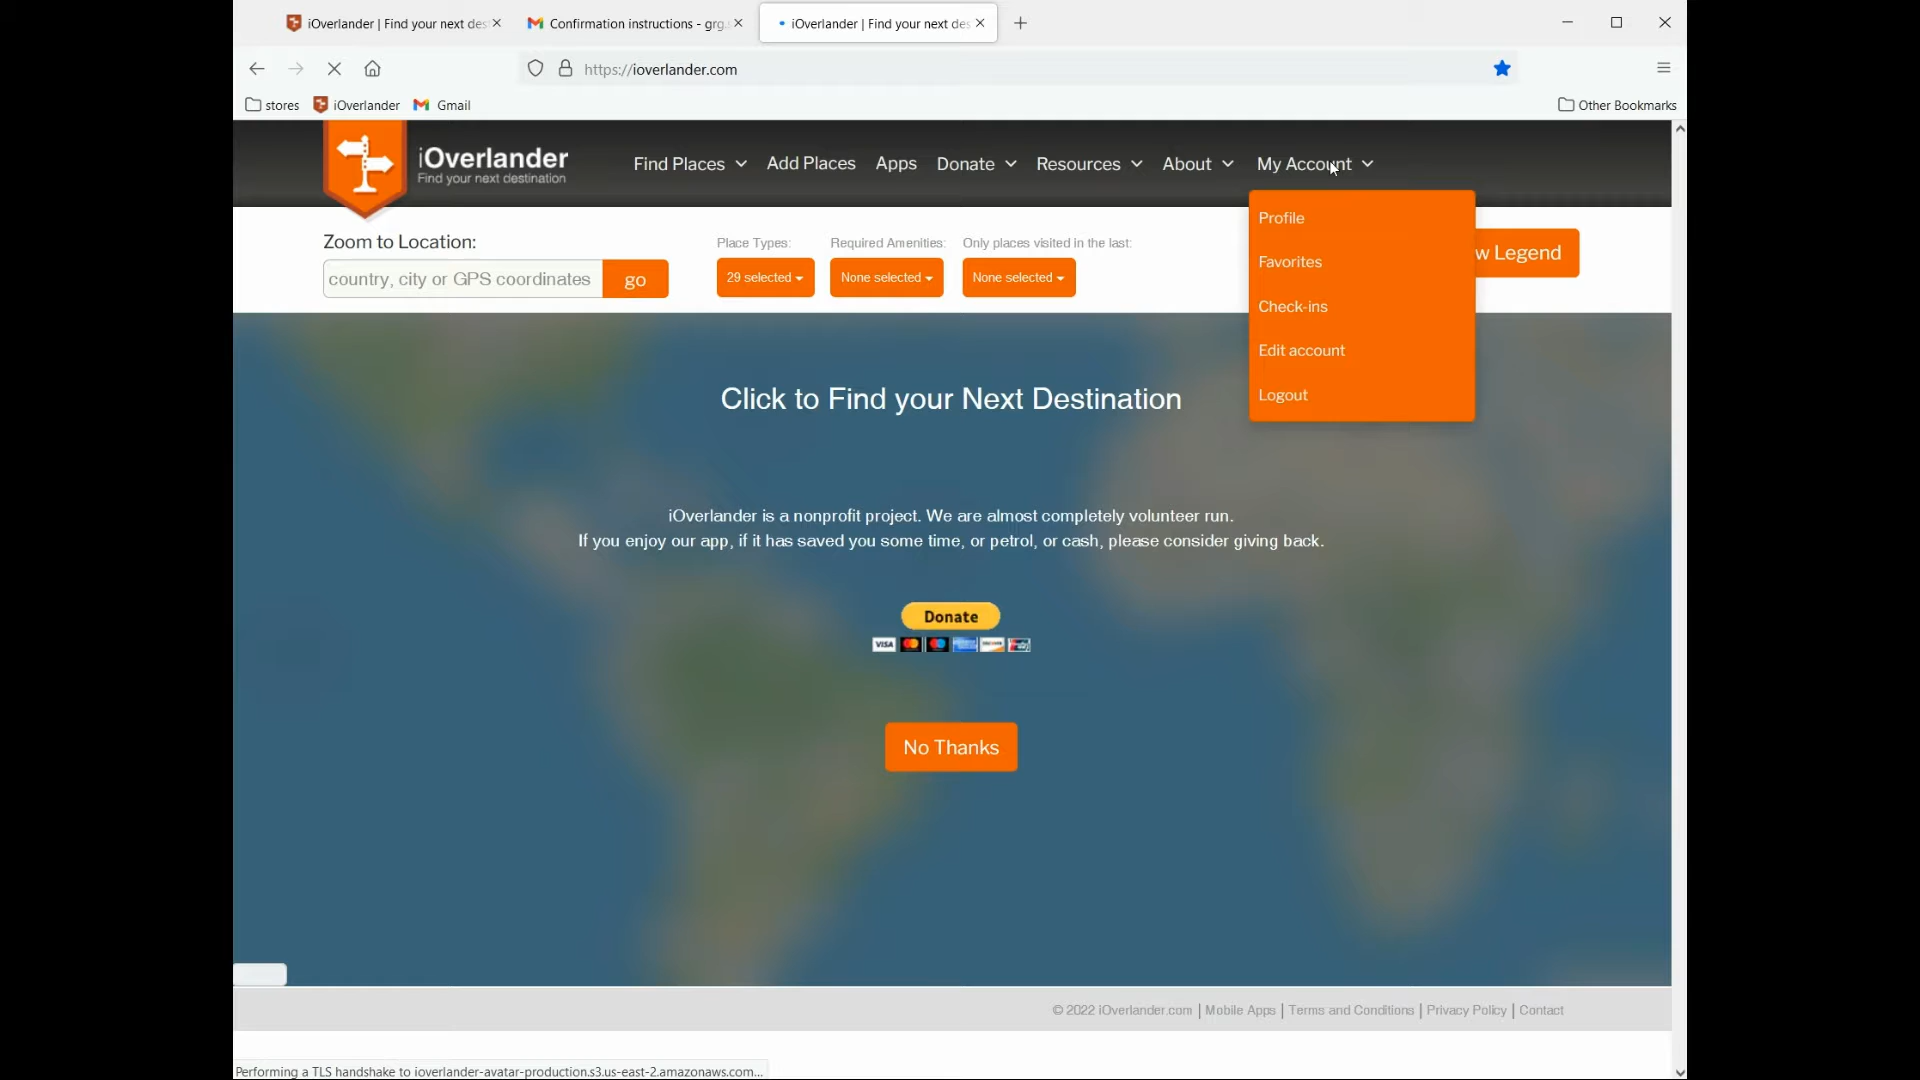 iOverlander | Find your next des
Confirmation instructions - grg
iOverlander | Find your next des
https://ioverlander.com
stores
iOverlander
Gmail
Other Bookmarks
iOverlander
Find your next destination
Find Places
Add Places
Apps
Donate
Resources
About
My Account
Profile
Favorites
Check-ins
Edit account
Logout
Zoom to Location:
country, city or GPS coordinates
go
Place Types:
29 selected
Required Amenities:
None selected
Only places visited in the last:
None selected
w Legend
Click to Find your Next Destination
iOverlander is a nonprofit project. We are almost completely volunteer run.
If you enjoy our app, if it has saved you some time, or petrol, or cash, please consider giving back.
Donate
VISA
No Thanks
© 2022 iOverlander.com | Mobile Apps | Terms and Conditions | Privacy Policy | Contact
Performing a TLS handshake to ioverlander-avatar-production.s3.us-east-2.amazonaws.com...